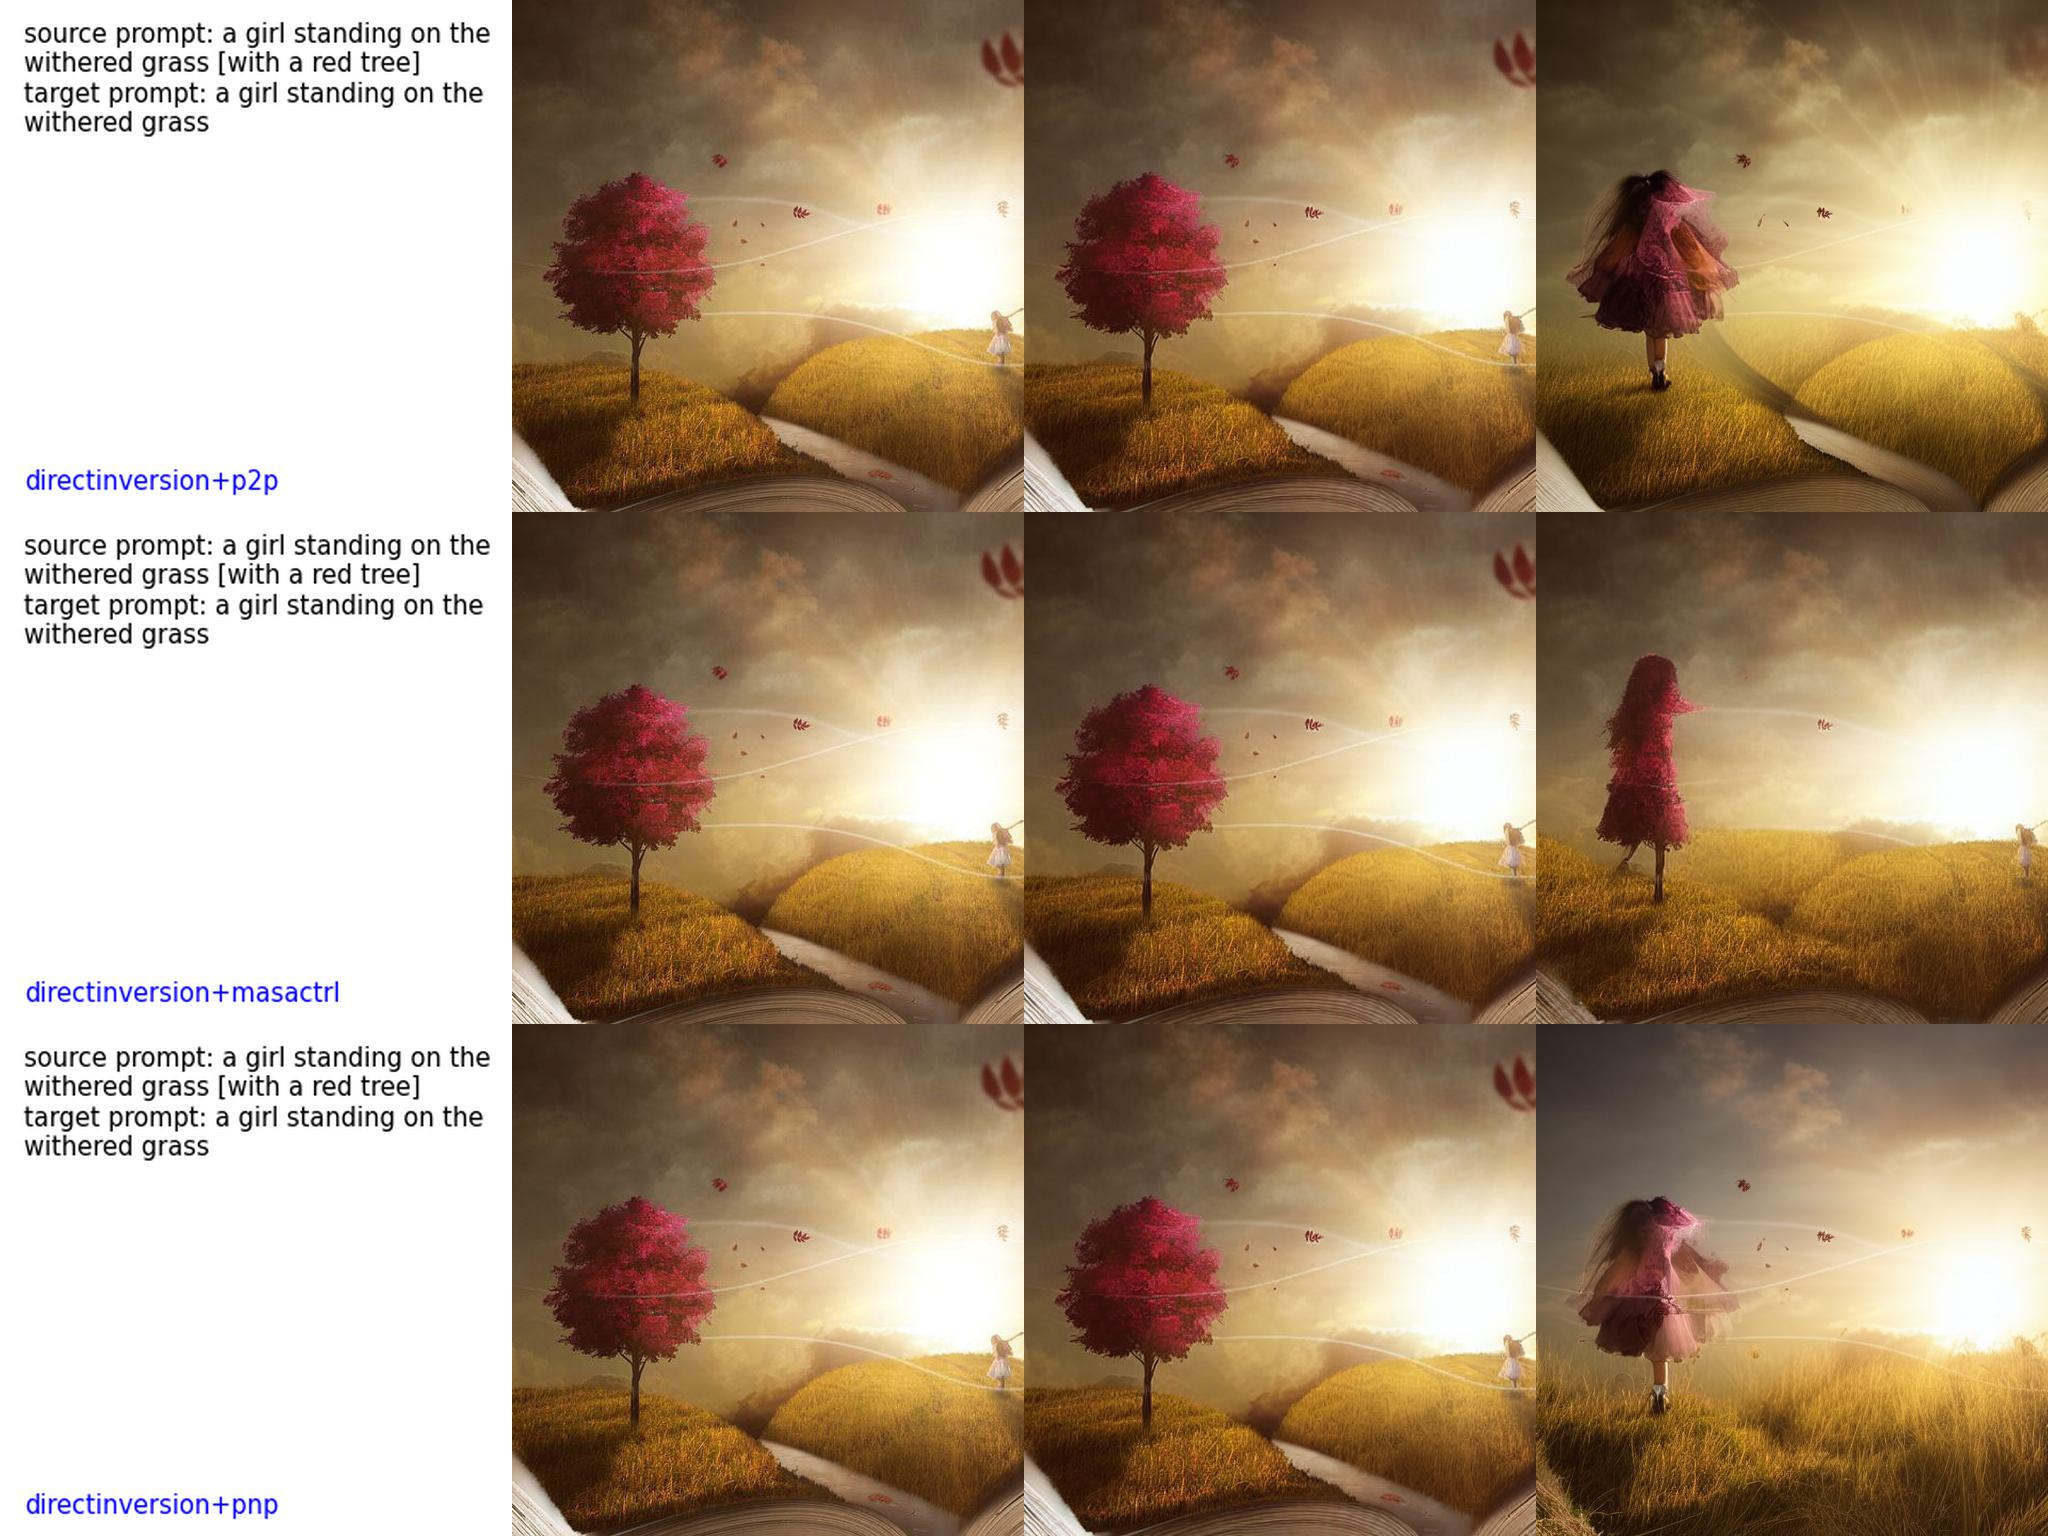 source prompt: a girl standing on the
withered grass [with a red tree]
target prompt: a girl standing on the
withered grass
directinversion+p2p
source prompt: a girl standing on the
withered grass [with a red tree]
target prompt: a girl standing on the
withered grass
directinversion+masactrl
source prompt: a girl standing on the
withered grass [with a red tree]
target prompt: a girl standing on the
withered grass
directinversion+pnp